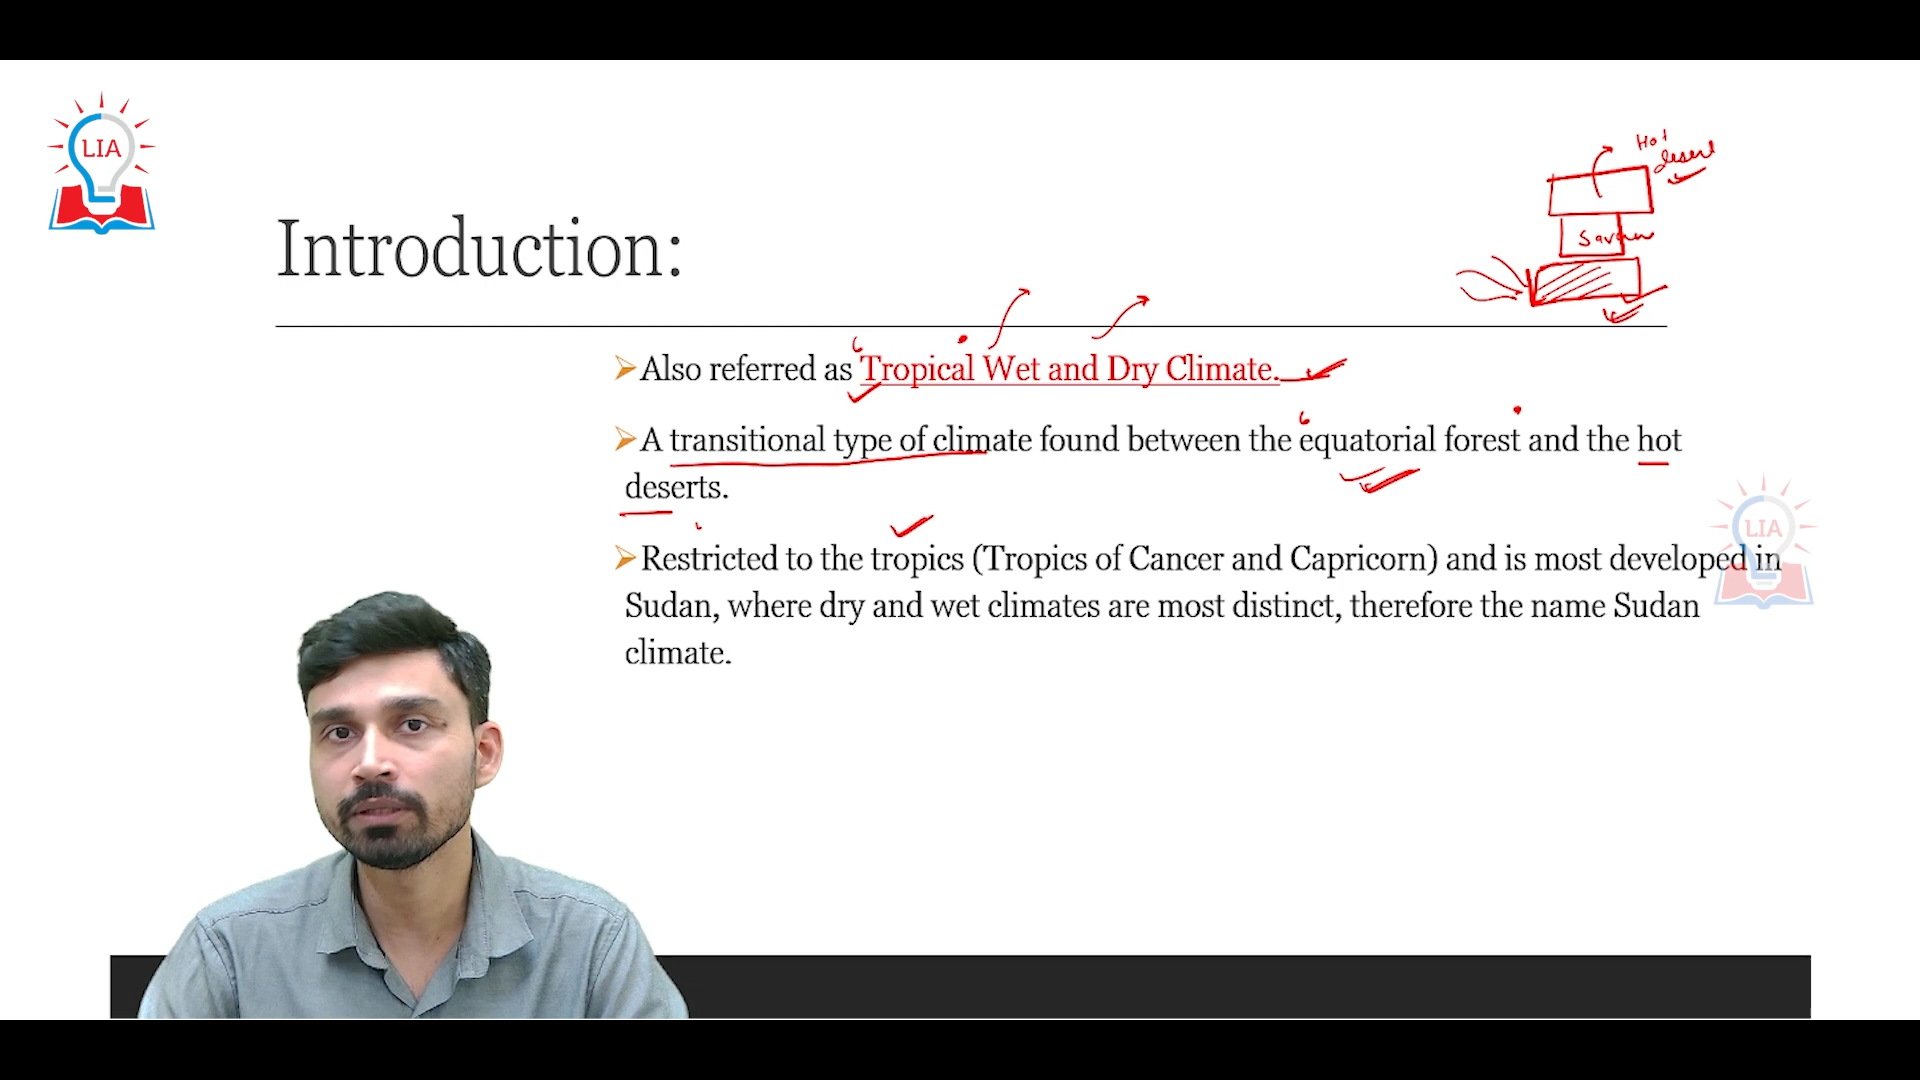 LIA
Hot
desert
Savana
Introduction:
Also referred as Tropical Wet and Dry Climate.
A transitional type of climate found between the equatorial forest and the hot
deserts.
LIA
Restricted to the tropics (Tropics of Cancer and Capricorn) and is most developed in
Sudan, where dry and wet climates are most distinct, therefore the name Sudan
climate.